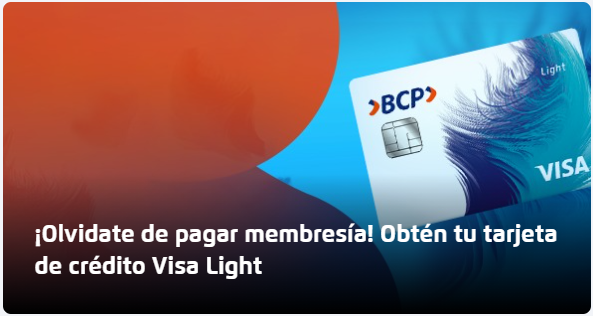 Light
BCP
VISA
¡Olvidate de pagar membresía! Obtén tu tarjeta
de crédito Visa Light